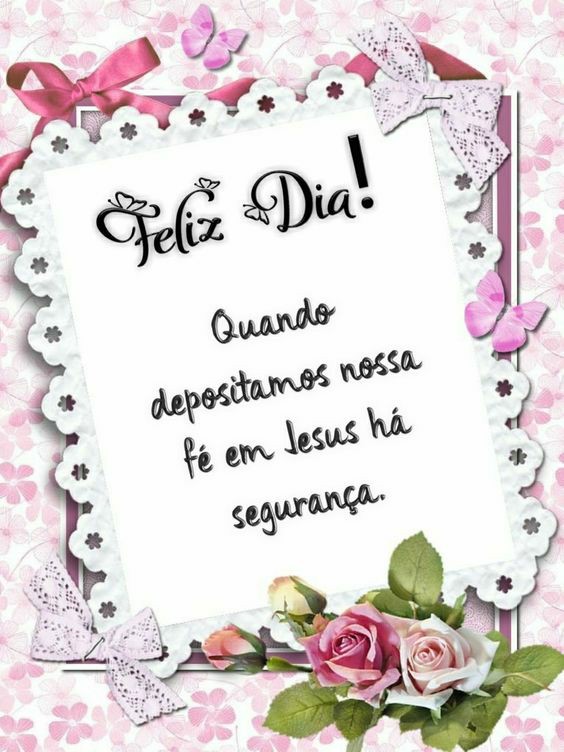 Feliz Dia!
Quando
depositamos nossa
fé em Jesus há
segurança.